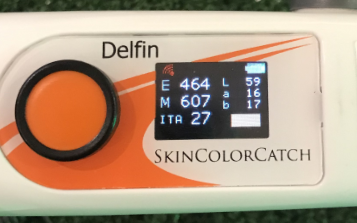 Delfin
E 464 L 59
M 607 a 16
ITA 27 b 17
SKINCOLORCATCH